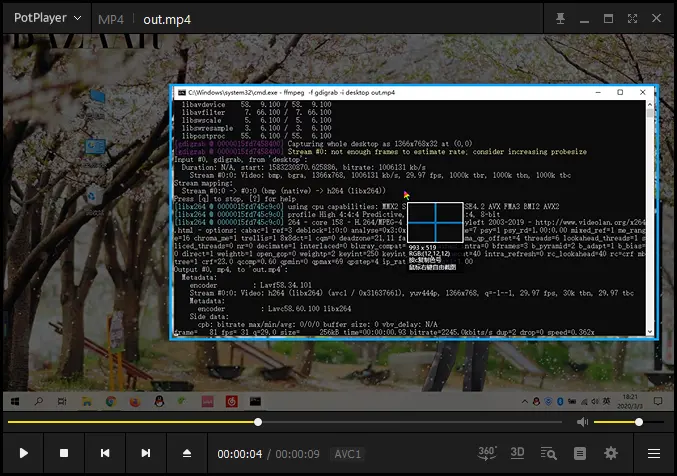 PotPlayer
MP4
out.mp4
BAZAAR
C:\Windows\system32\cmd.exe - ffmpeg -f gdigrab -i desktop out.mp4
libavdevice 58. 9.100 / 58. 9.100
libavfilter 7. 66.100 / 7. 66.100
libswscale 5. 6.100 / 5. 6.100
libswresample 3. 6.100 / 3. 6.100
libpostproc 55. 6.100 / 55. 6.100
[gdigrab @ 0000015fd7458400] Capturing whole desktop as 1366x768x32 at (0,0)
[gdigrab @ 0000015fd7458400] Stream #0: not enough frames to estimate rate; consider increasing probesize
Input #0, gdigrab, from 'desktop':
Duration: N/A, start: 1583230870.625886, bitrate: 1006131 kb/s
Stream #0:0: Video: bmp, bgra, 1366x768, 1006131 kb/s, 29.97 fps, 1000k tbr, 1000k tbn, 1000k tbc
Stream mapping:
Stream #0:0 -> #0:0 (bmp (native) -> h264 (libx264))
Press [q] to stop, [?] for help
[libx264 @ 0000015fd745c9c0] using cpu capabilities: MMX2 S SE4.2 AVX FMA3 BMI2 AVX2
[libx264 @ 0000015fd745c9c0] profile High 4:4:4 Predictive, 4, 8-bit
[libx264 @ 0000015fd745c9c0] 264 - core 158 - H.264/MPEG-4 yleft 2003-2019 - http://www.videolan.org/x264
.html - options: cabac=1 ref=3 deblock=1:0:0 analyse=0x3:0x =7 psy=1 psy_rd=1.00:0.00 mixed_ref=1 me_rang
e=16 chroma_me=1 trellis=1 8x8dct=1 cqm=0 deadzone=21,11 fa ma_qp_offset=4 threads=6 lookahead_threads=1 s
liced_threads=0 nr=0 decimate=1 interlaced=0 bluray_compat= s=0 bframes=3 b_pyramid=2 b_adapt=1 b_bias=
0 direct=1 weightb=1 open_gop=0 weightp=2 keyint=250 keyint ut=40 intra_refresh=0 rc_lookahead=40 rc=crf mb
tree=1 crf=23.0 qcomp=0.60 qpmin=0 qpmax=69 qpstep=4 ip_rat
993 x 519
RGB(12,12,12)
按c复制色号
鼠标右键自由截图
Output #0, mp4, to 'out.mp4':
Metadata:
encoder : Lavf58.34.101
Stream #0:0: Video: h264 (libx264) (avc1 / 0x31637661), yuv444p, 1366x768, q=-1--1, 29.97 fps, 30k tbn, 29.97 tbc
Metadata:
encoder : Lavc58.60.100 libx264
Side data:
cpb: bitrate max/min/avg: 0/0/0 buffer size: 0 vbv_delay: N/A
frame= 81 fps= 31 q=29.0 size= 256kB time=00:00:00.93 bitrate=2245.0kbits/s dup=2 drop=0 speed=0.362x
英
18:21
2020/3/3
00:00:04 / 00:00:09 AVC1
360°
3D